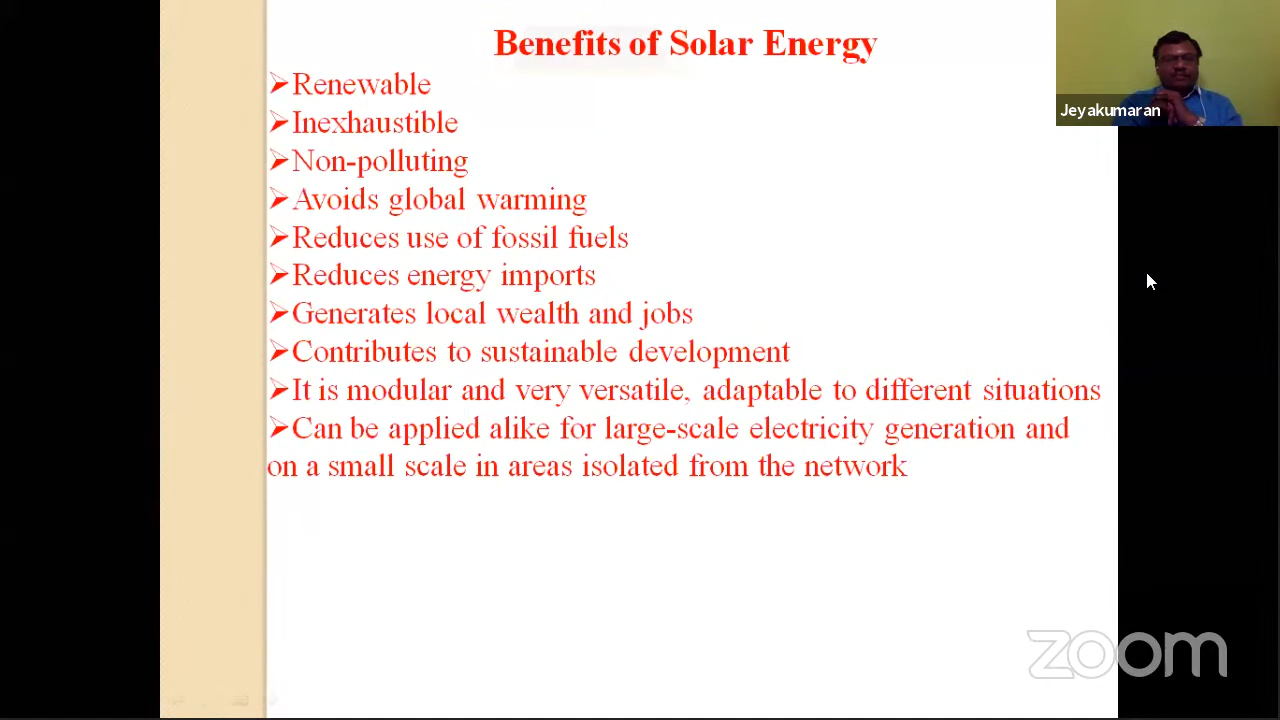 Benefits of Solar Energy
➢Renewable
➢Inexhaustible
➢Non-polluting
➢Avoids global warming
➢Reduces use of fossil fuels
➢Reduces energy imports
➢Generates local wealth and jobs
➢Contributes to sustainable development
➢It is modular and very versatile, adaptable to different situations
➢Can be applied alike for large-scale electricity generation and
on a small scale in areas isolated from the network
Jeyakumaran
zoom